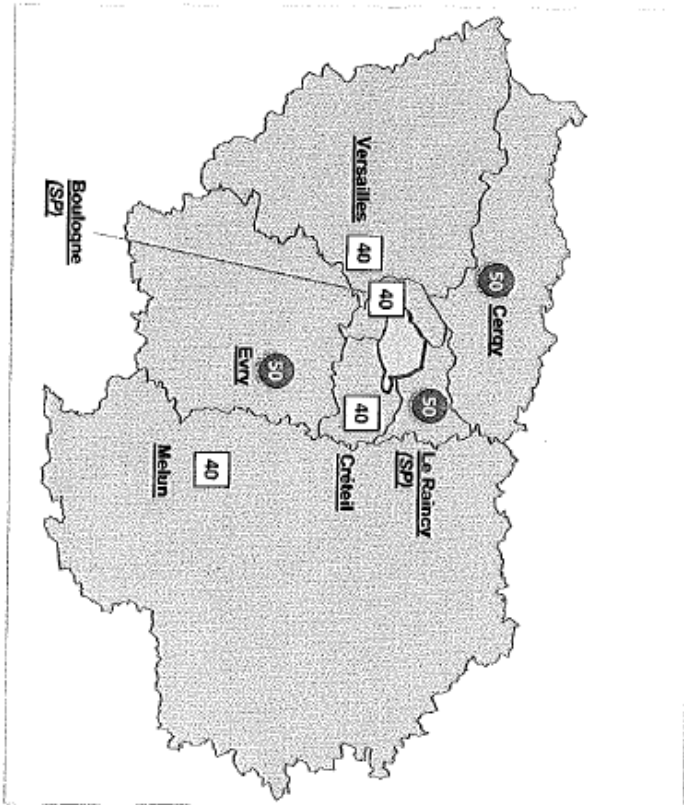 50
Cergy
Versailles
40
40
50
Le Raincy
(SP)
Boulogne
(SP)
50
Evry
40
Créteil
40
Melun